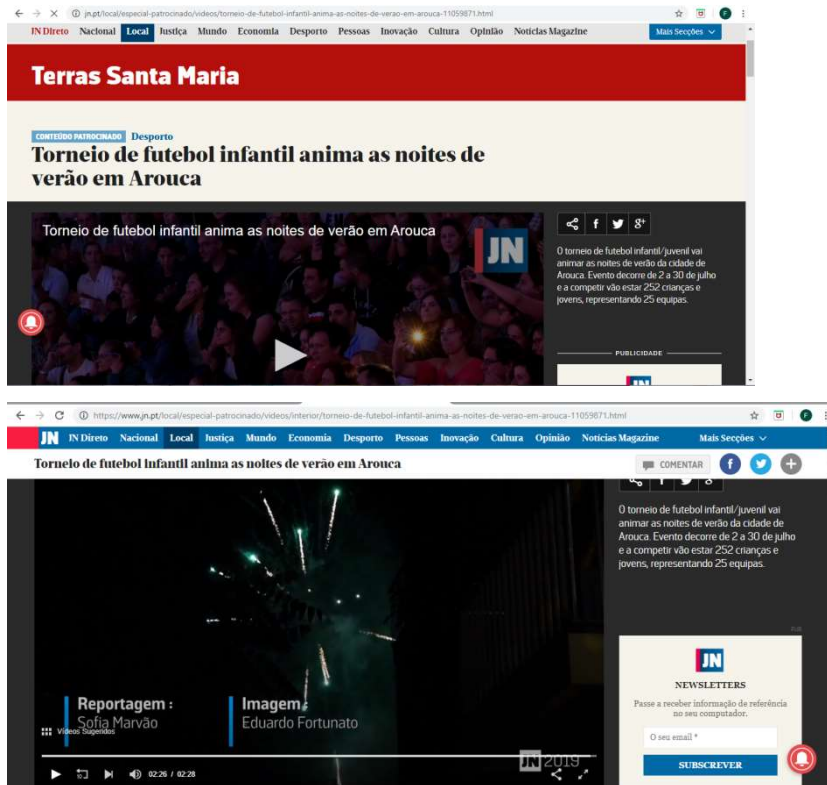 jn.pt/local/especial-patrocinado/videos/torneio-de-futebol-infantil-anima-as-noites-de-verao-em-arouca-11059871.html
JN Direto Nacional Local Justiça Mundo Economia Desporto Pessoas Inovação Cultura Opinião Notícias Magazine Mais Secções
Terras Santa Maria
CONTEÚDO PATROCINADO Desporto
Torneio de futebol infantil anima as noites de
verão em Arouca
Torneio de futebol infantil anima as noites de verão em Arouca
JN
f g+
O torneio de futebol infantil/juvenil vai
animar as noites de verão da cidade de
Arouca. Evento decorre de 2 a 30 de julho
e a competir vão estar 252 crianças e
jovens, representando 25 equipas.
PUBLICIDADE
https://www.jn.pt/local/especial-patrocinado/videos/interior/torneio-de-futebol-infantil-anima-as-noites-de-verao-em-arouca-11059871.html
JN JN Direto Nacional Local Justiça Mundo Economia Desporto Pessoas Inovação Cultura Opinião Notícias Magazine Mais Secções
Torneio de futebol infantil anima as noites de verão em Arouca
COMENTAR f
O torneio de futebol infantil/juvenil vai
animar as noites de verão da cidade de
Arouca. Evento decorre de 2 a 30 de julho
e a competir vão estar 252 crianças e
jovens, representando 25 equipas.
PUB
JN
NEWSLETTERS
Passe a receber informação de referência
no seu computador.
O seu email *
SUBSCREVER
Reportagem :
Sofia Marvão
Imagem :
Eduardo Fortunato
Vídeos Sugeridos
JN 2019
10 02:26 / 02:28